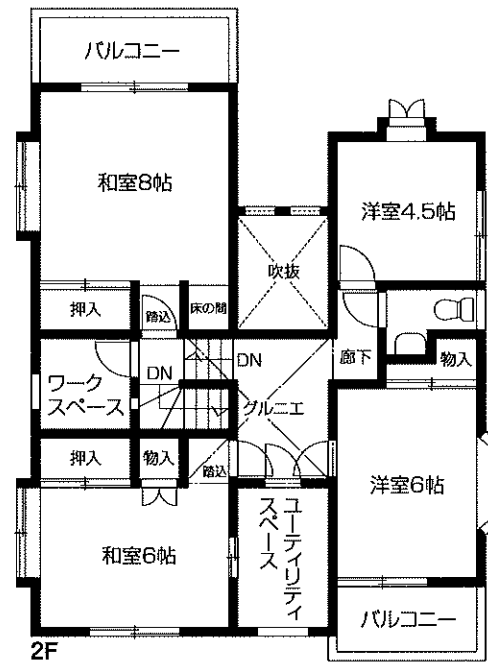 バルコニー
和室8帖
洋室4.5帖
吹抜
押入
踏込
床の間
廊下
物入
DN
DN
ワーク
スペース
グルニエ
押入
物入
踏込
洋室6帖
和室6帖
ユーティリティ
スペース
バルコニー
2F